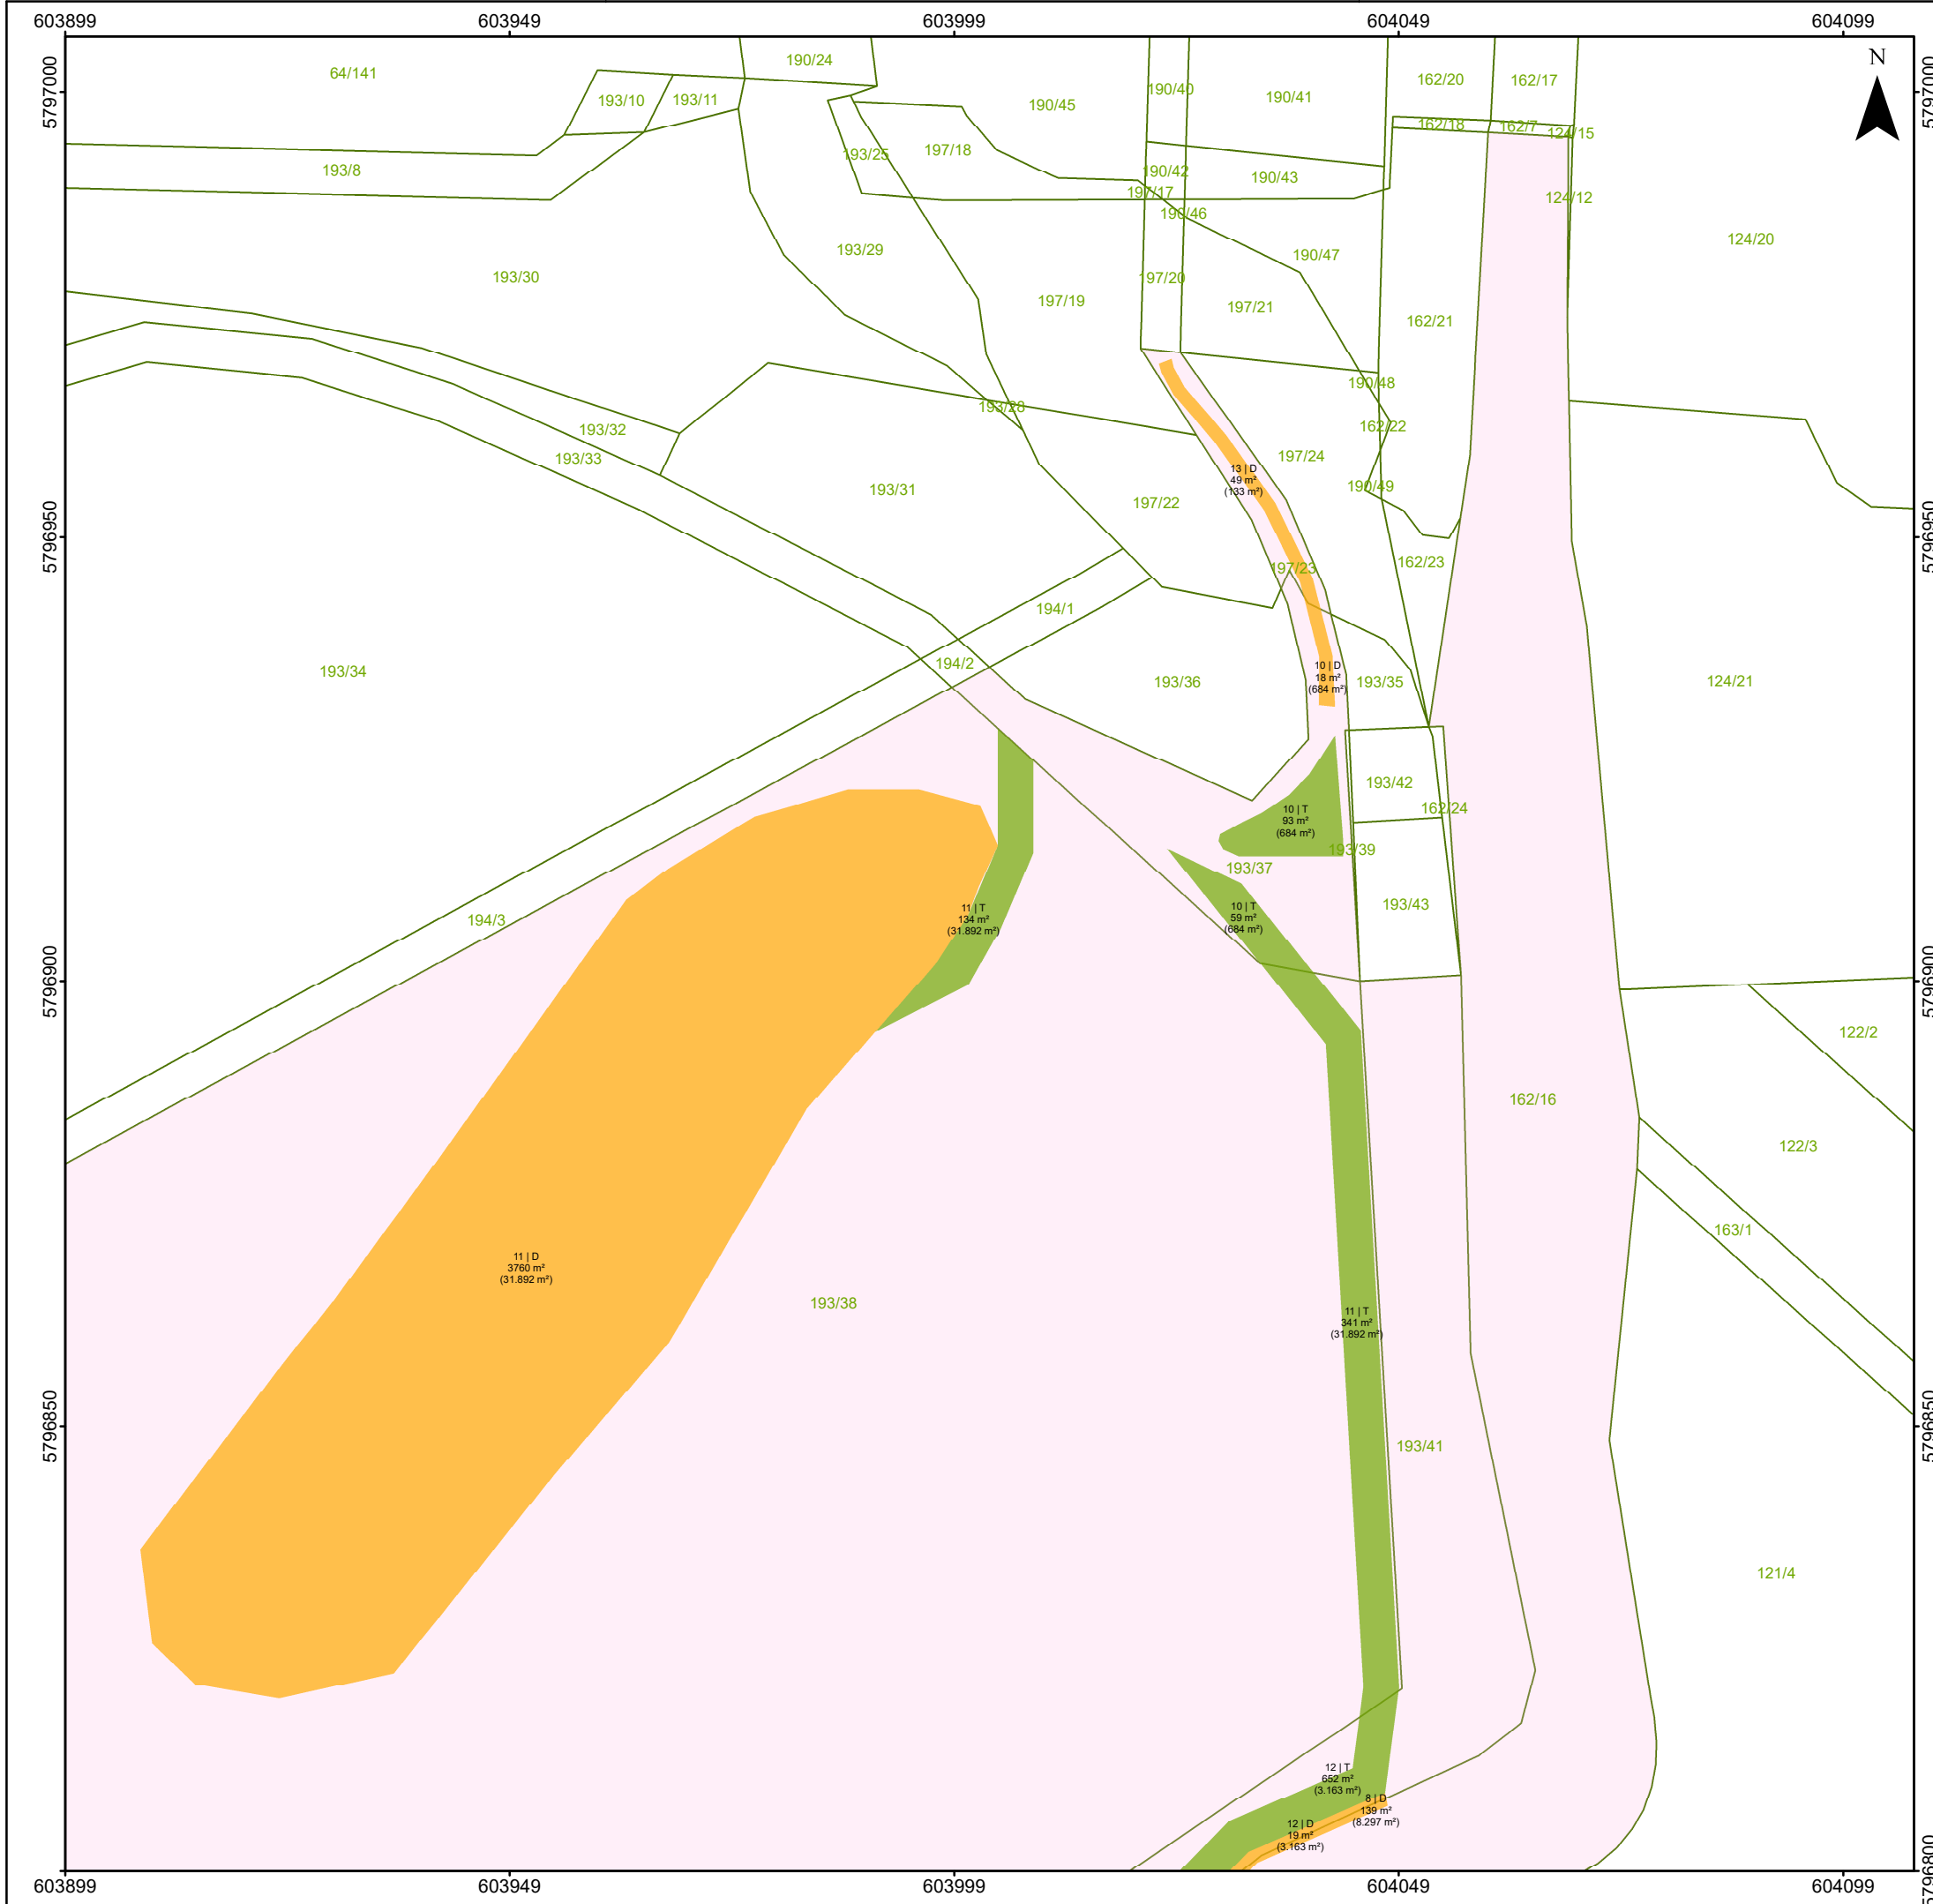 603899 603949 603999 604049 604099
N
5797000 5797000
64/141
190/24
193/10
193/11
190/45
190/40
190/41
162/20
162/17
193/8
193/25
197/18
162/18
162/7
124/15
190/42
190/43
197/17
124/12
190/46
193/29
193/30
190/47
124/20
197/20
197/19
197/21
162/21
190/48
193/28
193/32
162/22
193/33
197/24
13 | D
49 m²
(133 m²)
193/31
190/49
197/22
5796950 5796950
162/23
197/23
194/1
194/2
193/34
193/36
10 | D
18 m²
(684 m²)
193/35
124/21
193/42
162/24
10 | T
93 m²
(684 m²)
193/39
193/37
193/43
194/3
11 | T
134 m²
(31.892 m²)
10 | T
59 m²
(684 m²)
5796900 5796900
122/2
162/16
122/3
163/1
11 | D
3760 m²
(31.892 m²)
193/38
11 | T
341 m²
(31.892 m²)
5796850 5796850
193/41
121/4
12 | T
652 m²
(3.163 m²)
8 | D
139 m²
(8.297 m²)
12 | D
19 m²
(3.163 m²)
5796800
603899 603949 603999 604049 604099